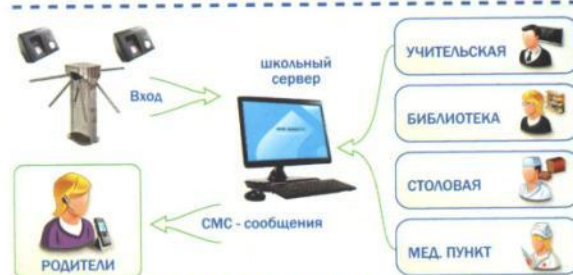 Вход
школьный
сервер
УЧИТЕЛЬСКАЯ
БИБЛИОТЕКА
СТОЛОВАЯ
МЕД. ПУНКТ
СМС - сообщения
РОДИТЕЛИ